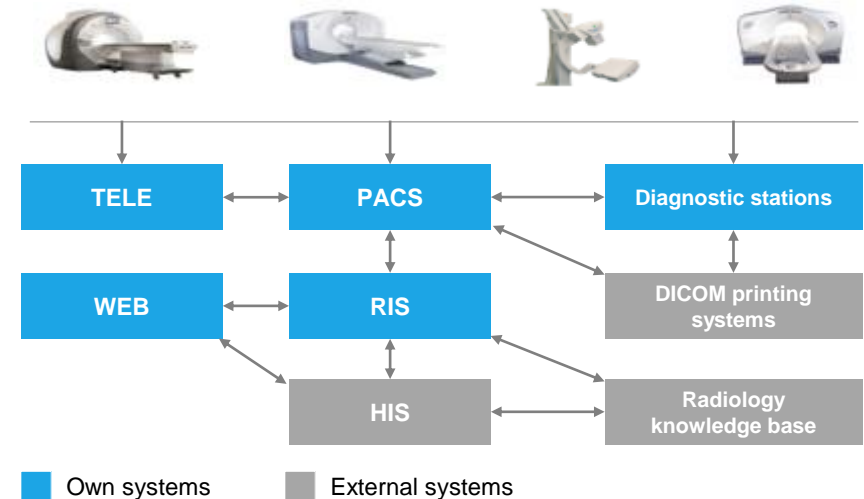 TELE
PACS
Diagnostic stations
WEB
RIS
DICOM printing
systems
HIS
Radiology
knowledge base
Own systems
External systems